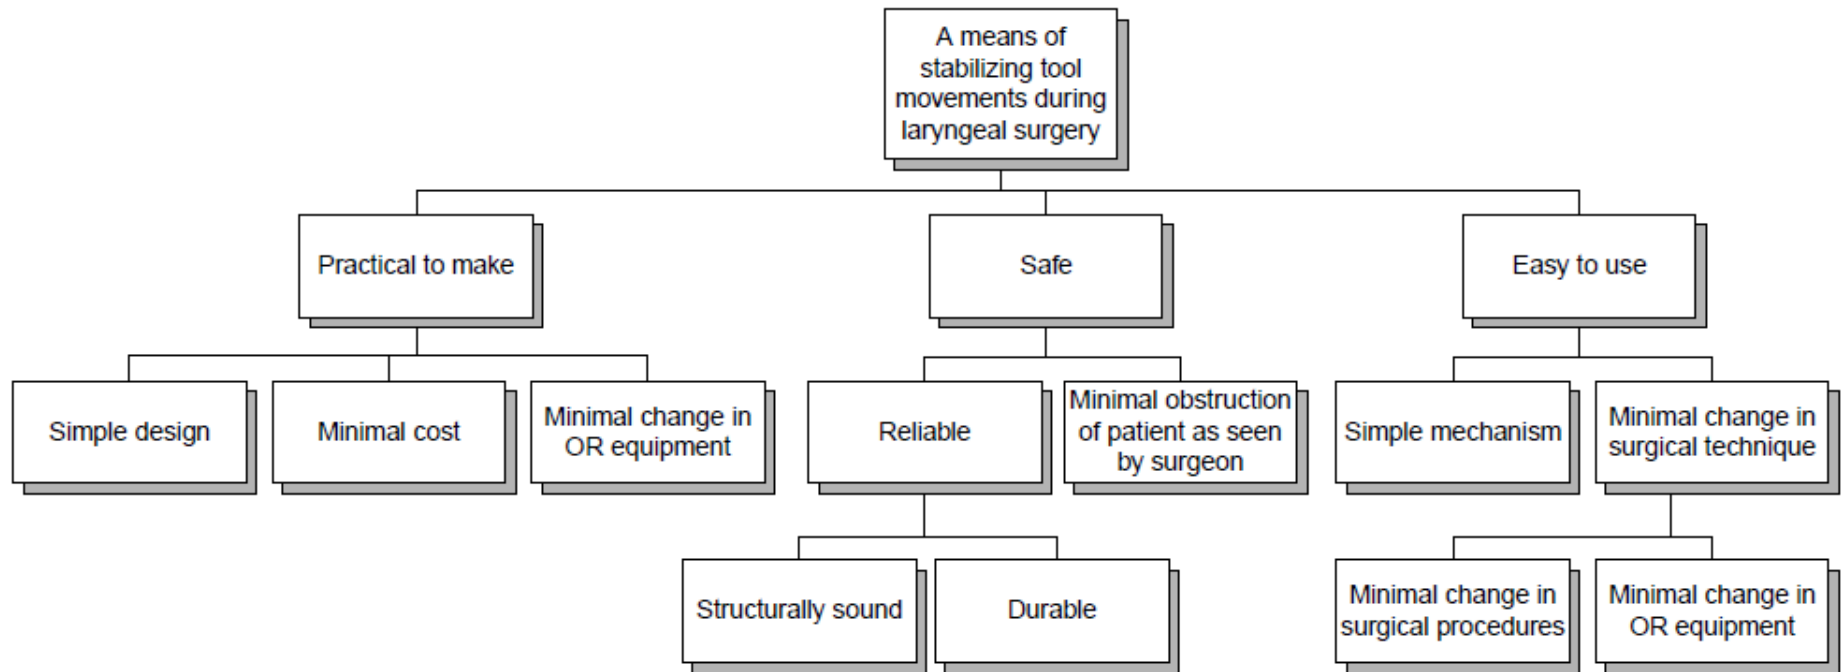 A means of
stabilizing tool
movements during
laryngeal surgery
Practical to make
Safe
Easy to use
Simple design
Minimal cost
Minimal change in
OR equipment
Reliable
Minimal obstruction
of patient as seen
by surgeon
Simple mechanism
Minimal change in
surgical technique
Structurally sound
Durable
Minimal change in
surgical procedures
Minimal change in
OR equipment